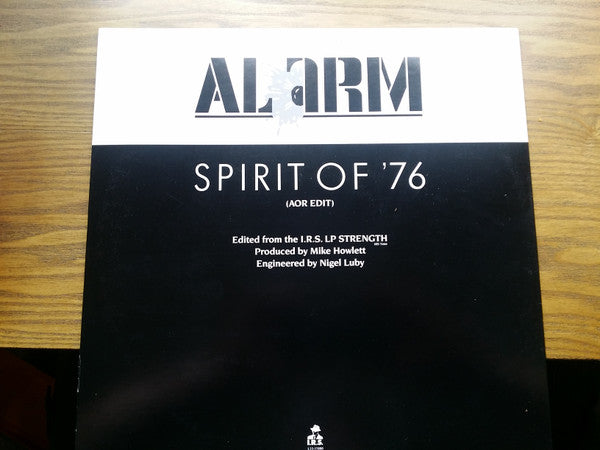 ALARM
SPIRIT OF '76
(AOR EDIT)
Edited from the I.R.S. LP STRENGTH
Produced by Mike Howlett
Engineered by Nigel Luby
I.R.S.